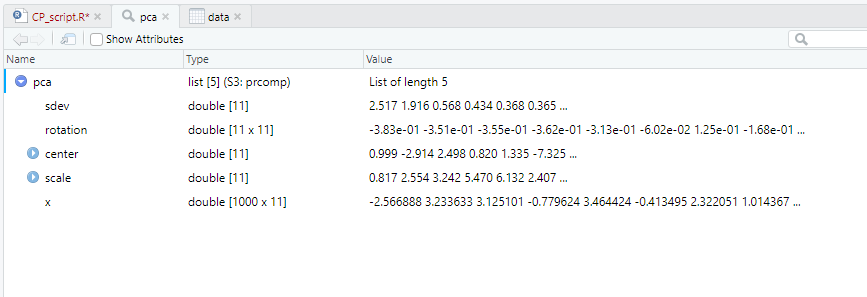 CP_script.R* × pca × data ×
Show Attributes
Name Type Value
pca list [5] (S3: prcomp) List of length 5
sdev double [11] 2.517 1.916 0.568 0.434 0.368 0.365 ...
rotation double [11 x 11] -3.83e-01 -3.51e-01 -3.55e-01 -3.62e-01 -3.13e-01 -6.02e-02 1.25e-01 -1.68e-01 ...
center double [11] 0.999 -2.914 2.498 0.820 1.335 -7.325 ...
scale double [11] 0.817 2.554 3.242 5.470 6.132 2.407 ...
x double [1000 x 11] -2.566888 3.233633 3.125101 -0.779624 3.464424 -0.413495 2.322051 1.014367 ...